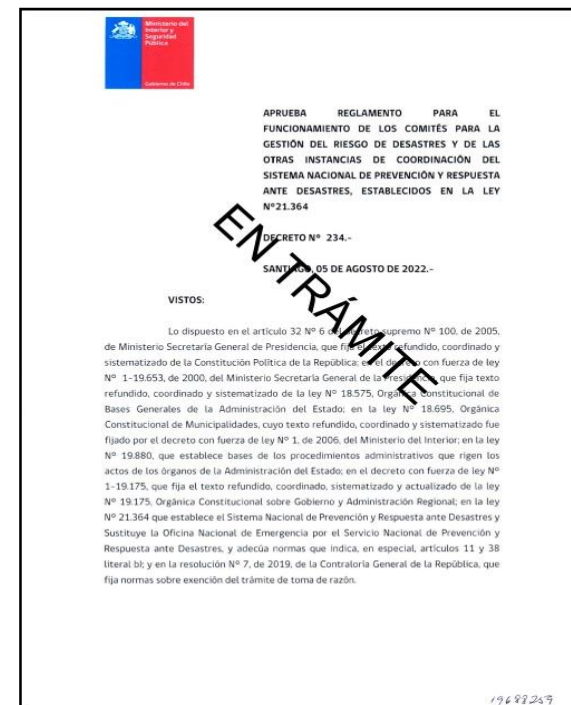 Ministerio del
Interior y
Seguridad
Pública
Gobierno de Chile
APRUEBA REGLAMENTO PARA EL
FUNCIONAMIENTO DE LOS COMITÉS PARA LA
GESTIÓN DEL RIESGO DE DESASTRES Y DE LAS
OTRAS INSTANCIAS DE COORDINACIÓN DEL
SISTEMA NACIONAL DE PREVENCIÓN Y RESPUESTA
ANTE DESASTRES, ESTABLECIDOS EN LA LEY
Nº21.364
DECRETO Nº 234.-
SANTIAGO, 05 DE AGOSTO DE 2022.-
EN TRÁMITE
VISTOS:
Lo dispuesto en el artículo 32 Nº 6 del decreto supremo Nº 100, de 2005,
de Ministerio Secretaría General de Presidencia, que fija el texto refundido, coordinado y
sistematizado de la Constitución Política de la República; en el decreto con fuerza de ley
Nº 1-19.653, de 2000, del Ministerio Secretaría General de la Presidencia, que fija texto
refundido, coordinado y sistematizado de la ley Nº 18.575, Orgánica Constitucional de
Bases Generales de la Administración del Estado; en la ley Nº 18.695, Orgánica
Constitucional de Municipalidades, cuyo texto refundido, coordinado y sistematizado fue
fijado por el decreto con fuerza de ley Nº 1, de 2006, del Ministerio del Interior; en la ley
Nº 19.880, que establece bases de los procedimientos administrativos que rigen los
actos de los órganos de la Administración del Estado; en el decreto con fuerza de ley Nº
1-19.175, que fija el texto refundido, coordinado, sistematizado y actualizado de la ley
Nº 19.175, Orgánica Constitucional sobre Gobierno y Administración Regional; en la ley
Nº 21.364 que establece el Sistema Nacional de Prevención y Respuesta ante Desastres y
Sustituye la Oficina Nacional de Emergencia por el Servicio Nacional de Prevención y
Respuesta ante Desastres, y adecúa normas que indica, en especial, artículos 11 y 38
literal b); y en la resolución Nº 7, de 2019, de la Contraloría General de la República, que
fija normas sobre exención del trámite de toma de razón.
19688259